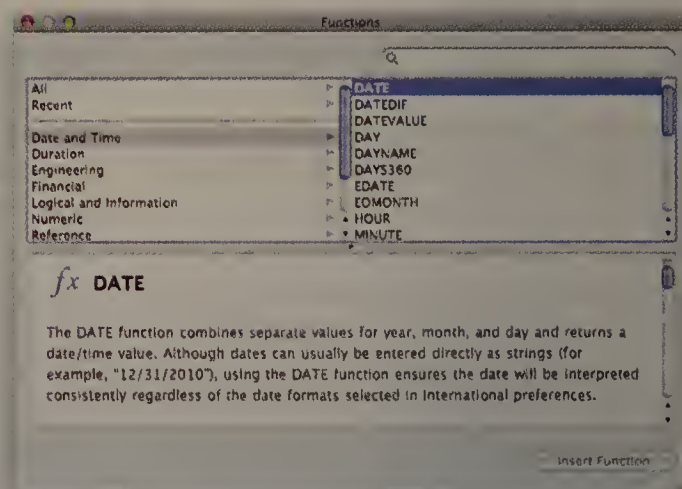 Functions
All
Recent
Date and Time
Duration
Engineering
Financial
Logical and Information
Numeric
Reference
DATE
DATEDIF
DATEVALUE
DAY
DAYNAME
DAYS360
EDATE
EOMONTH
HOUR
MINUTE
fx DATE
The DATE function combines separate values for year, month, and day and returns a
date/time value. Although dates can usually be entered directly as strings (for
example, "12/31/2010"), using the DATE function ensures the date will be interpreted
consistently regardless of the date formats selected in International preferences.
Insert Function